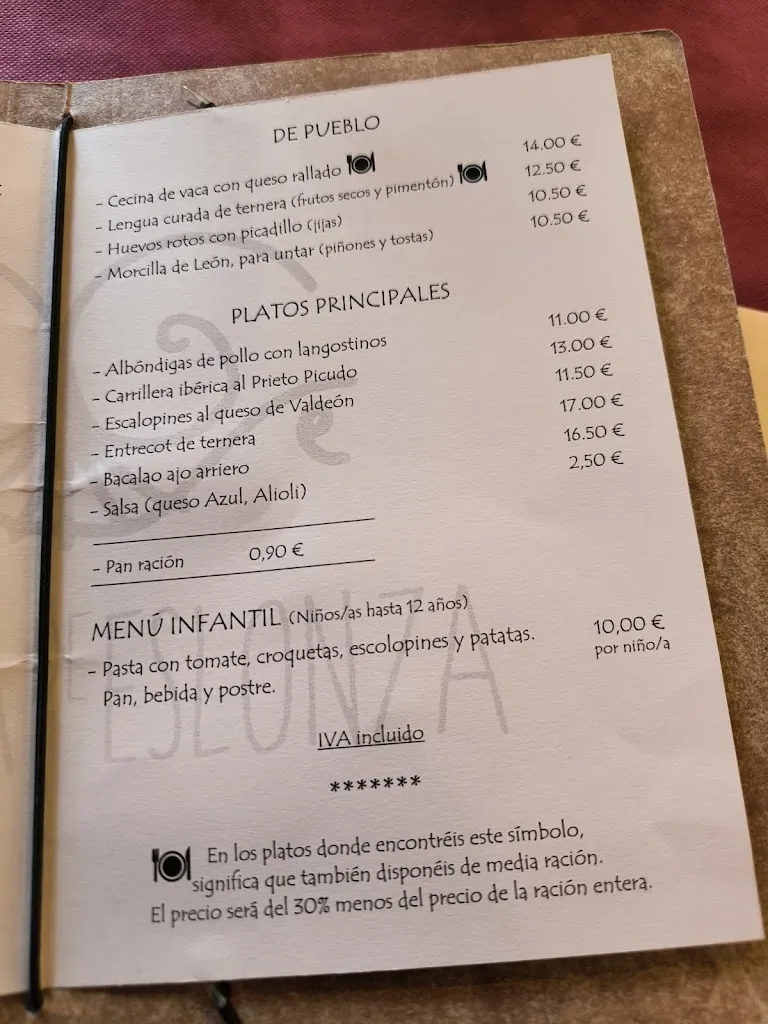 DE PUEBLO
- Cecina de vaca con queso rallado 14.00 €
- Lengua curada de ternera (frutos secos y pimentón) 12.50 €
- Huevos rotos con picadillo (jijas) 10.50 €
- Morcilla de León, para untar (piñones y tostas) 10.50 €
PLATOS PRINCIPALES
- Albóndigas de pollo con langostinos 11.00 €
- Carrillera ibérica al Prieto Picudo 13.00 €
- Escalopines al queso de Valdeón 11.50 €
- Entrecot de ternera 17.00 €
- Bacalao ajo arriero 16.50 €
- Salsa (queso Azul, Alioli) 2,50 €
- Pan ración 0,90 €
MENÚ INFANTIL (Niños/as hasta 12 años)
- Pasta con tomate, croquetas, escolopines y patatas. 10,00 €
Pan, bebida y postre. por niño/a
ESLONZA
IVA incluido
*******
En los platos donde encontréis este símbolo,
significa que también disponéis de media ración.
El precio será del 30% menos del precio de la ración entera.